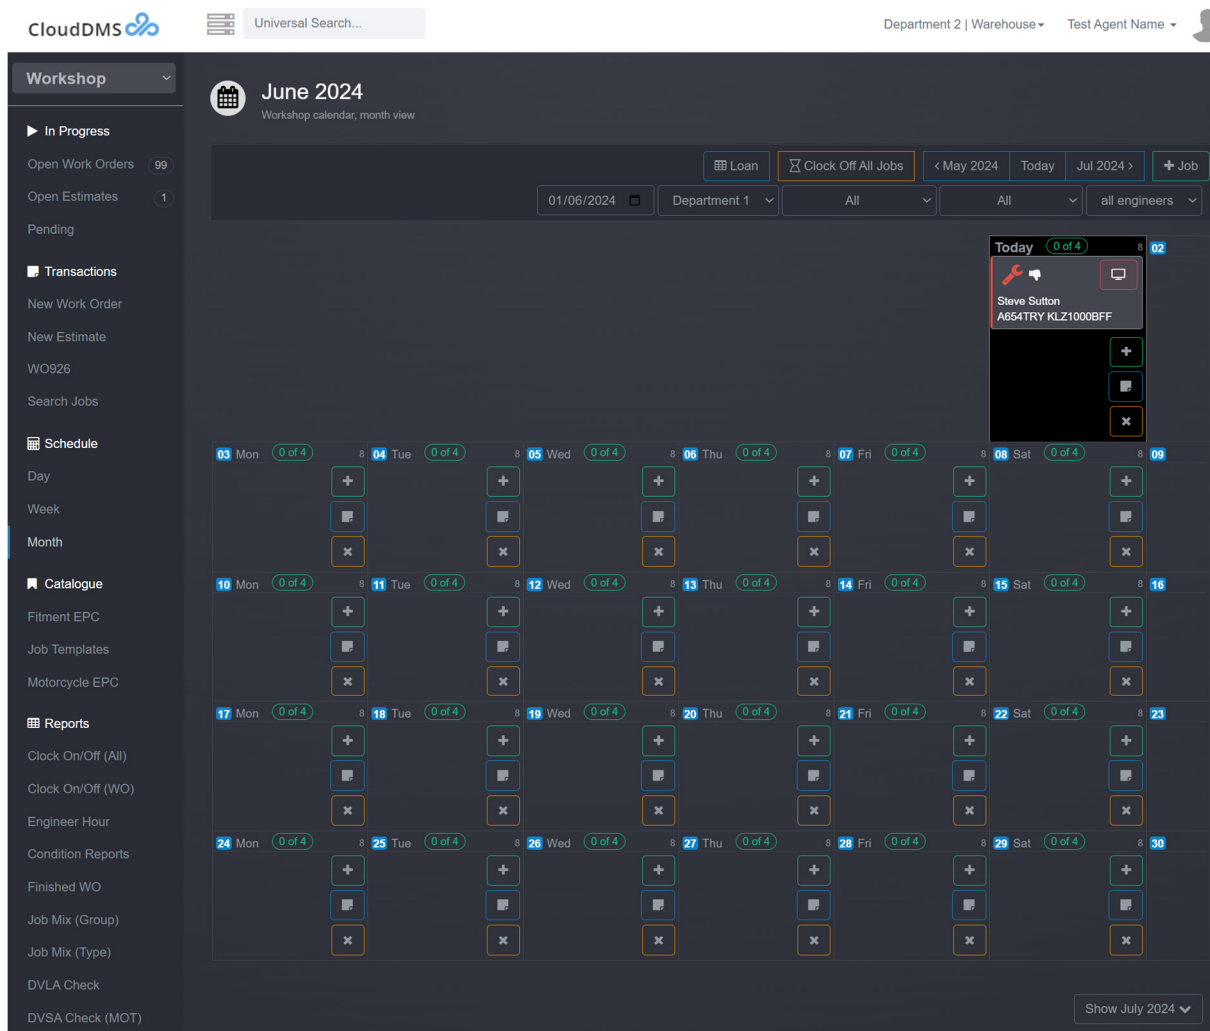 CloudDMS
Universal Search...
Department 2 | Warehouse
Test Agent Name
Workshop
In Progress
Open Work Orders 99
Open Estimates 1
Pending
Transactions
New Work Order
New Estimate
WO926
Search Jobs
Schedule
Day
Week
Month
Catalogue
Fitment EPC
Job Templates
Motorcycle EPC
Reports
Clock On/Off (All)
Clock On/Off (WO)
Engineer Hour
Condition Reports
Finished WO
Job Mix (Group)
Job Mix (Type)
DVLA Check
DVSA Check (MOT)
June 2024
Workshop calendar, month view
Loan Clock Off All Jobs < May 2024 Today Jul 2024 > + Job
01/06/2024 Department 1 All All all engineers
Today 0 of 4 8 02
Steve Sutton
A654TRY KLZ1000BFF
03 Mon 0 of 4 8 04 Tue 0 of 4 8 05 Wed 0 of 4 8 06 Thu 0 of 4 8 07 Fri 0 of 4 8 08 Sat 0 of 4 8 09
10 Mon 0 of 4 8 11 Tue 0 of 4 8 12 Wed 0 of 4 8 13 Thu 0 of 4 8 14 Fri 0 of 4 8 15 Sat 0 of 4 8 16
17 Mon 0 of 4 8 18 Tue 0 of 4 8 19 Wed 0 of 4 8 20 Thu 0 of 4 8 21 Fri 0 of 4 8 22 Sat 0 of 4 8 23
24 Mon 0 of 4 8 25 Tue 0 of 4 8 26 Wed 0 of 4 8 27 Thu 0 of 4 8 28 Fri 0 of 4 8 29 Sat 0 of 4 8 30
Show July 2024